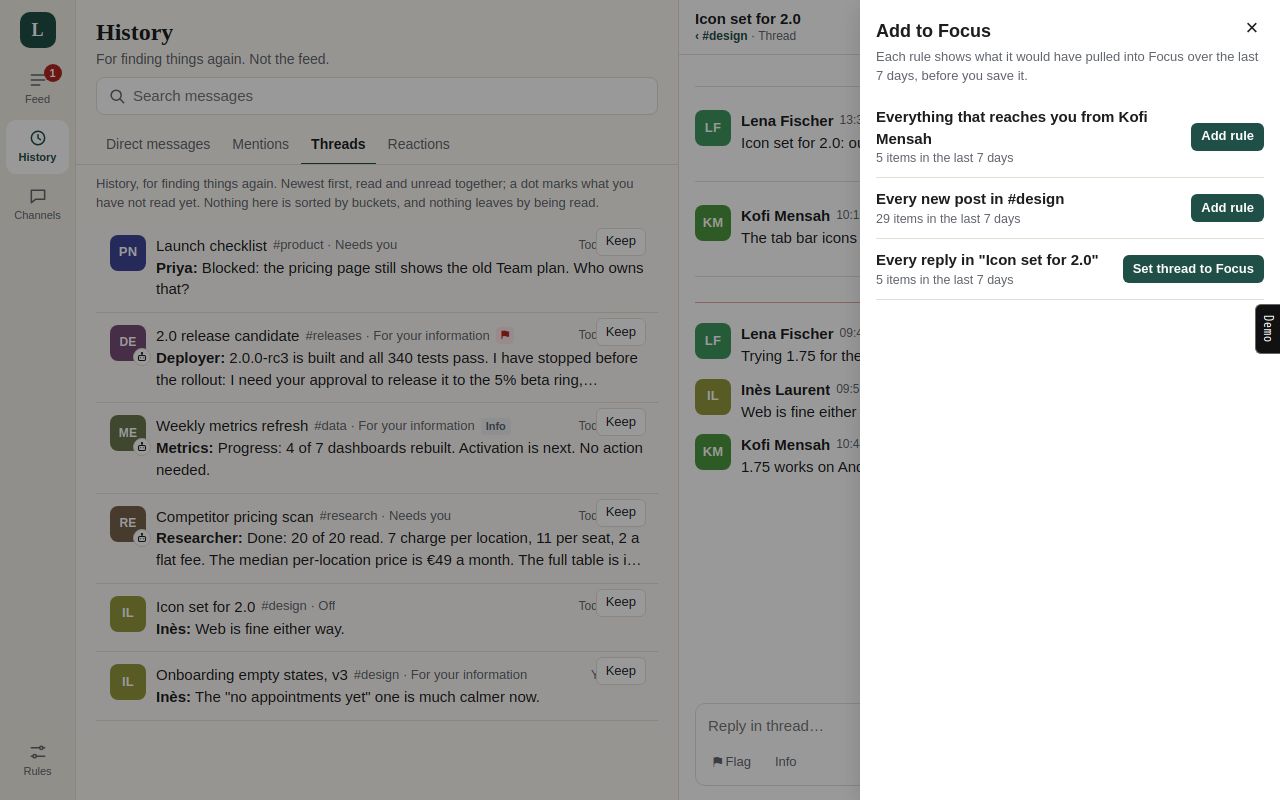 L
1
Feed
History
Channels
Rules
History
For finding things again. Not the feed.
Search messages
Direct messages Mentions Threads Reactions
History, for finding things again. Newest first, read and unread together; a dot marks what you
have not read yet. Nothing here is sorted by buckets, and nothing leaves by being read.
PN
Launch checklist #product · Needs you
Keep
Priya: Blocked: the pricing page still shows the old Team plan. Who owns
that?
DE
2.0 release candidate #releases · For your information
Keep
Deployer: 2.0.0-rc3 is built and all 340 tests pass. I have stopped before
the rollout: I need your approval to release it to the 5% beta ring,…
ME
Weekly metrics refresh #data · For your information Info
Keep
Metrics: Progress: 4 of 7 dashboards rebuilt. Activation is next. No action
needed.
RE
Competitor pricing scan #research · Needs you
Keep
Researcher: Done: 20 of 20 read. 7 charge per location, 11 per seat, 2 a
flat fee. The median per-location price is €49 a month. The full table is i…
IL
Icon set for 2.0 #design · Off
Keep
Inès: Web is fine either way.
IL
Onboarding empty states, v3 #design · For your information
Keep
Inès: The "no appointments yet" one is much calmer now.
Icon set for 2.0
‹ #design · Thread
LF
Lena Fischer 13:3
Icon set for 2.0:
KM
Kofi Mensah 10:1
The tab bar icons
LF
Lena Fischer 09:4
Trying 1.75 for the
IL
Inès Laurent 09:5
Web is fine either
KM
Kofi Mensah 10:4
1.75 works on And
Reply in thread…
Flag Info
Add to Focus
Each rule shows what it would have pulled into Focus over the last
7 days, before you save it.
Everything that reaches you from Kofi
Mensah
5 items in the last 7 days
Add rule
Every new post in #design
29 items in the last 7 days
Add rule
Every reply in "Icon set for 2.0"
5 items in the last 7 days
Set thread to Focus
Demo